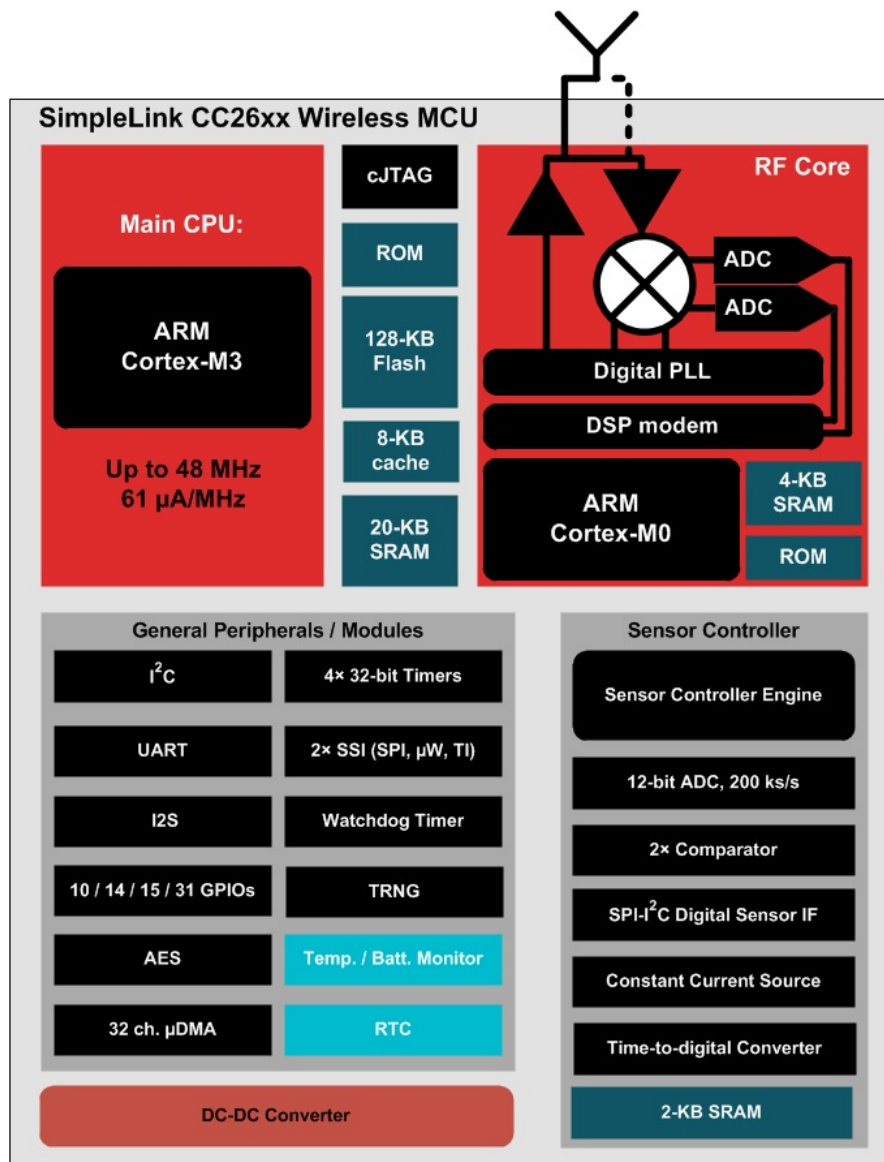 SimpleLink CC26xx Wireless MCU
Main CPU:
ARM
Cortex-M3
Up to 48 MHz
61 µA/MHz
cJTAG
ROM
128-KB
Flash
8-KB
cache
20-KB
SRAM
RF Core
ADC
ADC
Digital PLL
DSP modem
ARM
Cortex-M0
4-KB
SRAM
ROM
General Peripherals / Modules
I²C
4× 32-bit Timers
UART
2× SSI (SPI, µW, TI)
I2S
Watchdog Timer
10 / 14 / 15 / 31 GPIOs
TRNG
AES
Temp. / Batt. Monitor
32 ch. µDMA
RTC
Sensor Controller
Sensor Controller Engine
12-bit ADC, 200 ks/s
2× Comparator
SPI-I²C Digital Sensor IF
Constant Current Source
Time-to-digital Converter
2-KB SRAM
DC-DC Converter